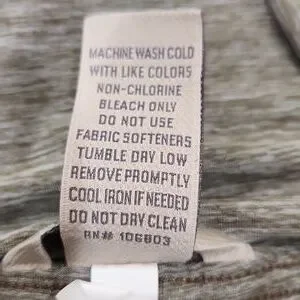 MACHINE WASH COLD
WITH LIKE COLORS
NON-CHLORINE
BLEACH ONLY
DO NOT USE
FABRIC SOFTENERS
TUMBLE DRY LOW
REMOVE PROMPTLY
COOL IRON IF NEEDED
DO NOT DRY CLEAN
RN# 106803